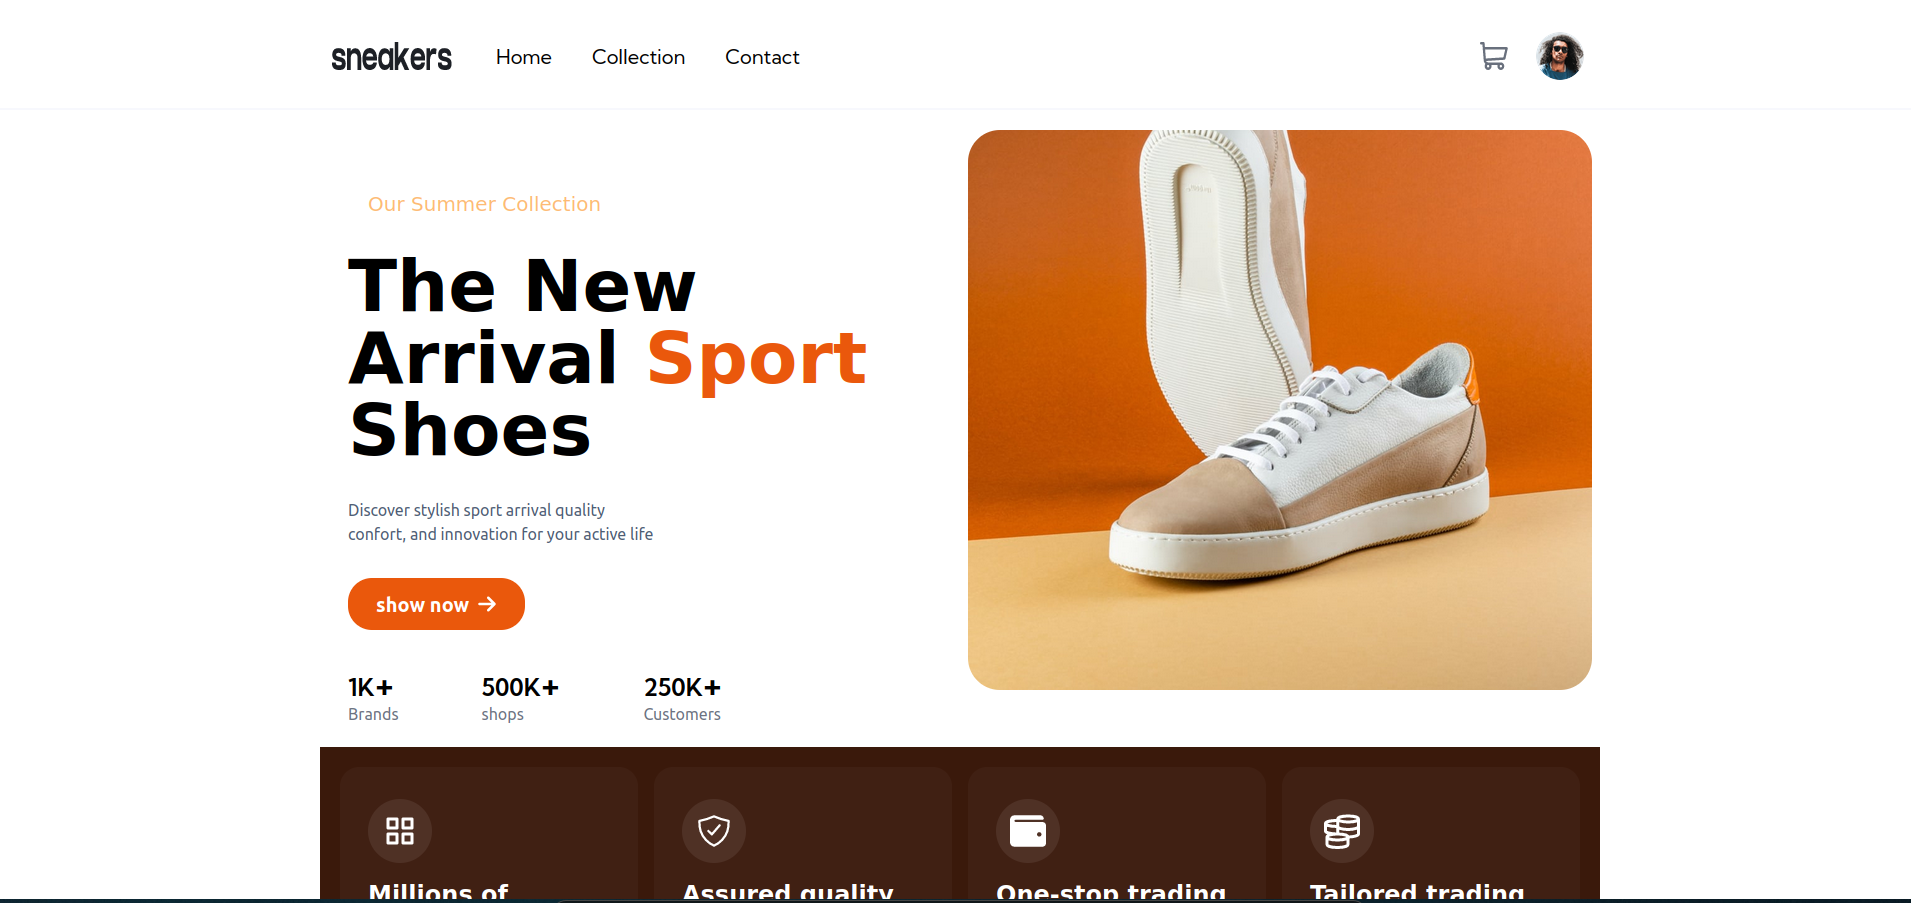 sneakers
Home
Collection
Contact
Our Summer Collection
The New
Arrival Sport
Shoes
Discover stylish sport arrival quality
confort, and innovation for your active life
show now
1K+
500K+
250K+
Brands
shops
Customers
Millions of
Assured quality
One-stop trading
Tailored trading